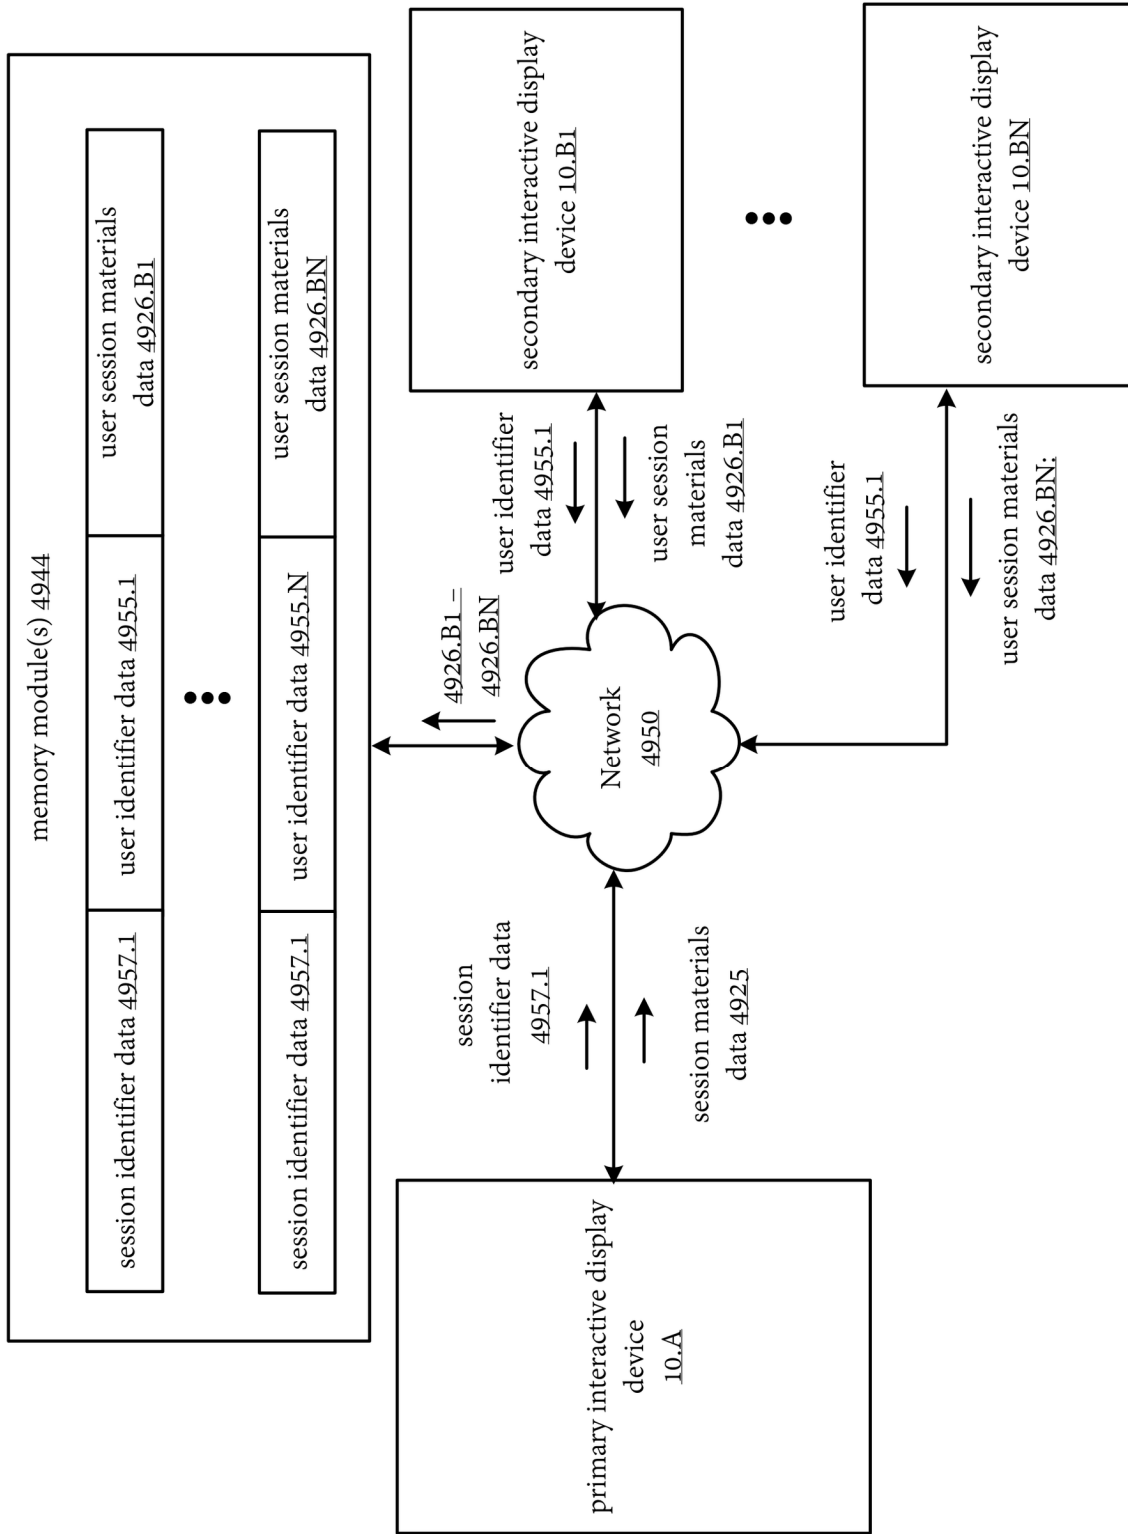 memory module(s) 4944
session identifier data 4957.1
user identifier data 4955.1
user session materials
data 4926.B1
session identifier data 4957.1
user identifier data 4955.N
user session materials
data 4926.BN
4926.B1 –
4926.BN
primary interactive display
device
10.A
session
identifier data
4957.1
session materials
data 4925
Network
4950
user identifier
data 4955.1
user session
materials
data 4926.B1
secondary interactive display
device 10.B1
user identifier
data 4955.1
user session materials
data 4926.BN:
secondary interactive display
device 10.BN